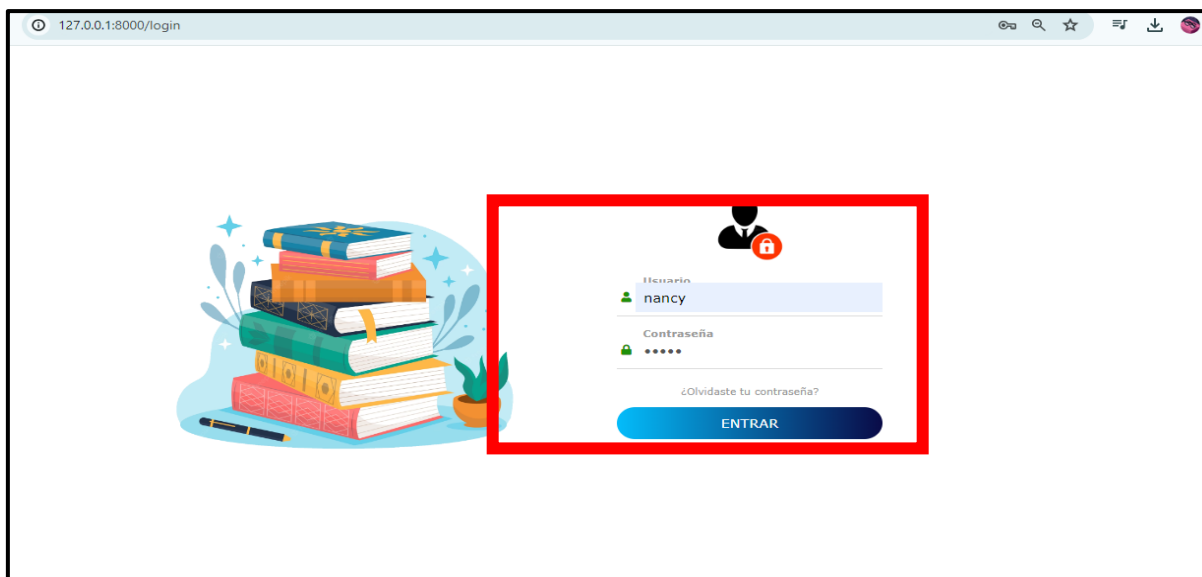 127.0.0.1:8000/login
Usuario
nancy
Contraseña
•••••
¿Olvidaste tu contraseña?
ENTRAR